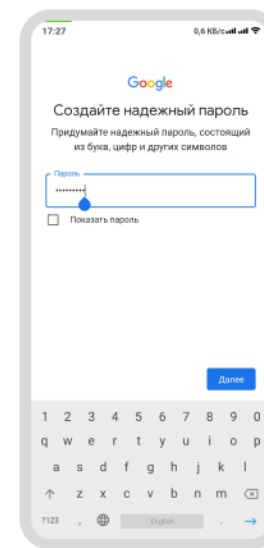 17:27 0,6 КБ/с
Google
Создайте надежный пароль
Придумайте надежный пароль, состоящий
из букв, цифр и других символов
Пароль
•••••••••
Показать пароль
Далее
1 2 3 4 5 6 7 8 9 0
q w e r t y u i o p
a s d f g h j k l
z x c v b n m
?123 , English .